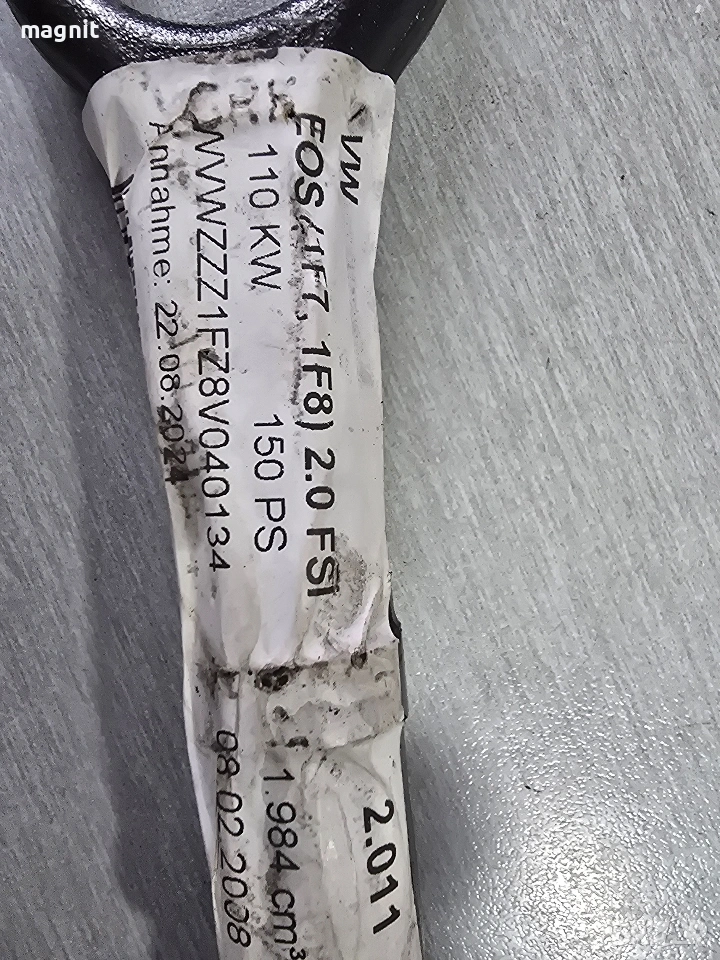 magnit
VW
EOS (1F7, 1F8) 2.0 FSI
110 KW 150 PS
WVWZZZ1FZ8V040134
Annahme: 22.08.2024
2.011
1.984 cm³
08.02.2008